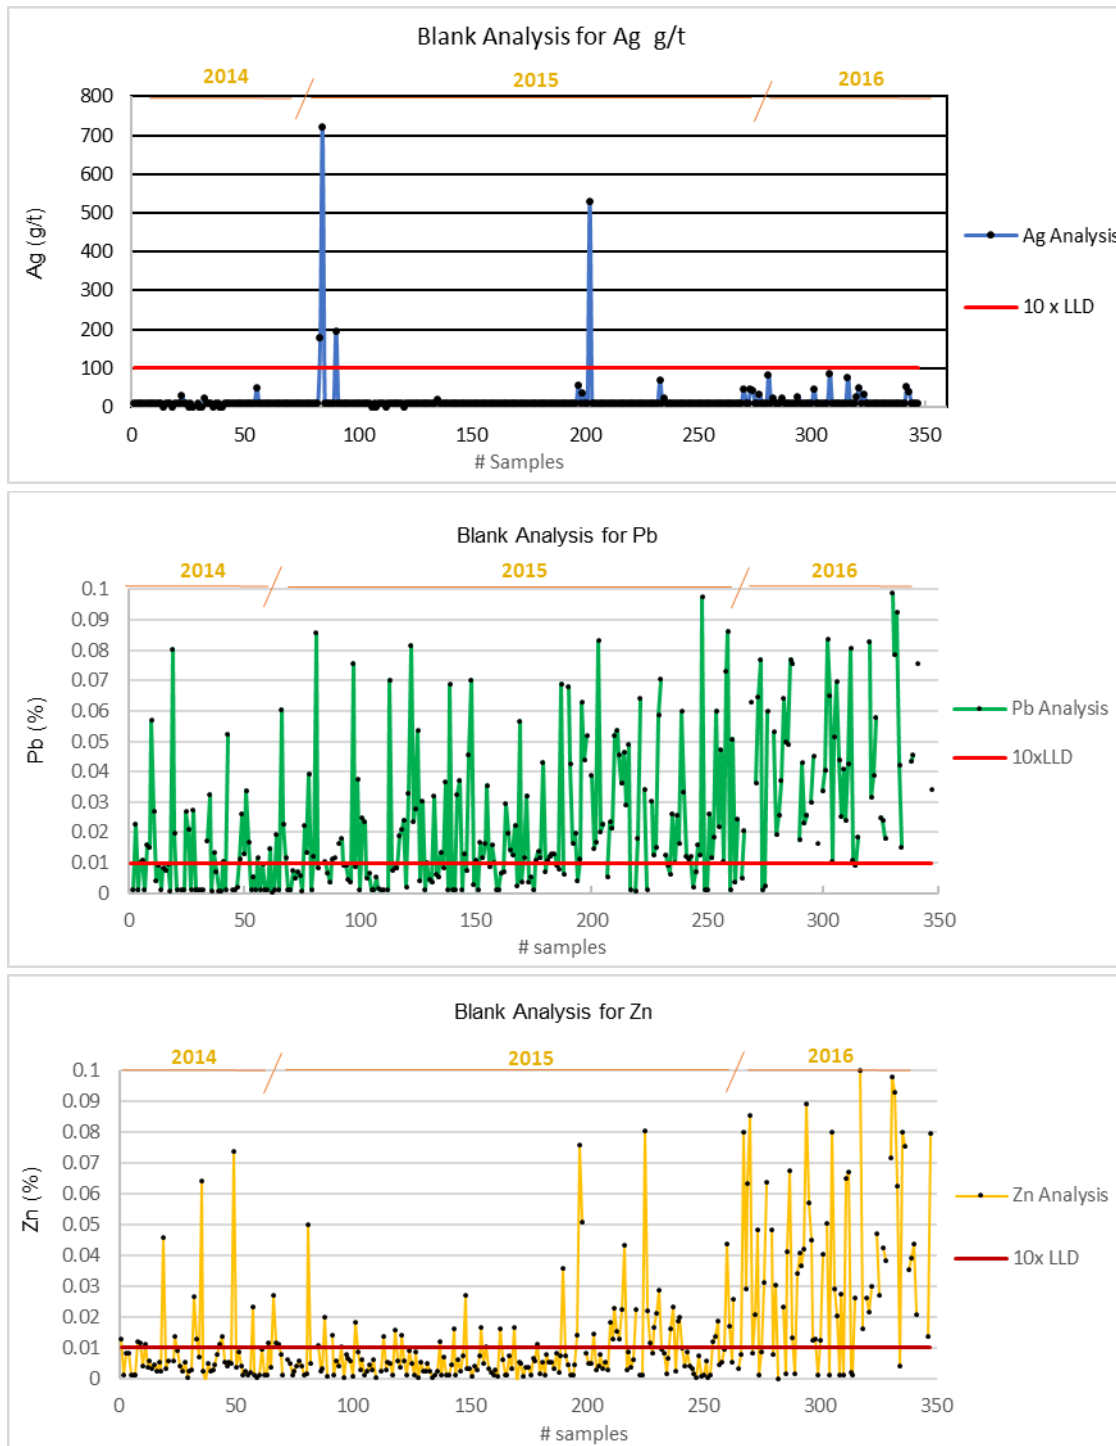 Blank Analysis for Ag g/t
2014 2015 2016
800
700
600
500
400
300
200
100
0
Ag (g/t)
0 50 100 150 200 250 300 350
# Samples
Ag Analysis
10 x LLD
Blank Analysis for Pb
2014 2015 2016
0.1
0.09
0.08
0.07
0.06
0.05
0.04
0.03
0.02
0.01
0
Pb (%)
0 50 100 150 200 250 300 350
# samples
Pb Analysis
10xLLD
Blank Analysis for Zn
2014 2015 2016
0.1
0.09
0.08
0.07
0.06
0.05
0.04
0.03
0.02
0.01
0
Zn (%)
0 50 100 150 200 250 300 350
# samples
Zn Analysis
10x LLD